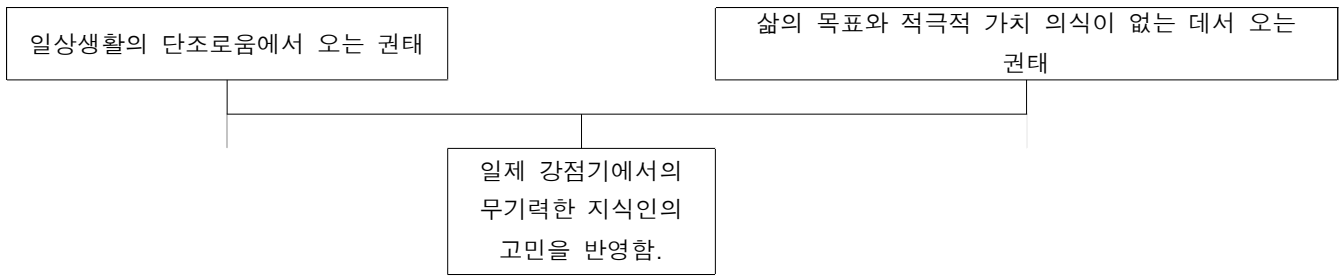 일상생활의 단조로움에서 오는 권태
삶의 목표와 적극적 가치 의식이 없는 데서 오는
권태
일제 강점기에서의
무기력한 지식인의
고민을 반영함.